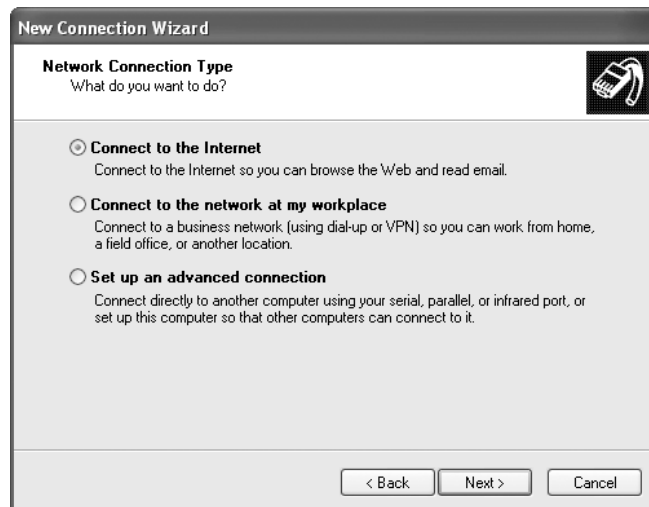 New Connection Wizard
Network Connection Type
What do you want to do?
Connect to the Internet
Connect to the Internet so you can browse the Web and read email.
Connect to the network at my workplace
Connect to a business network (using dial-up or VPN) so you can work from home,
a field office, or another location.
Set up an advanced connection
Connect directly to another computer using your serial, parallel, or infrared port, or
set up this computer so that other computers can connect to it.
< Back Next > Cancel